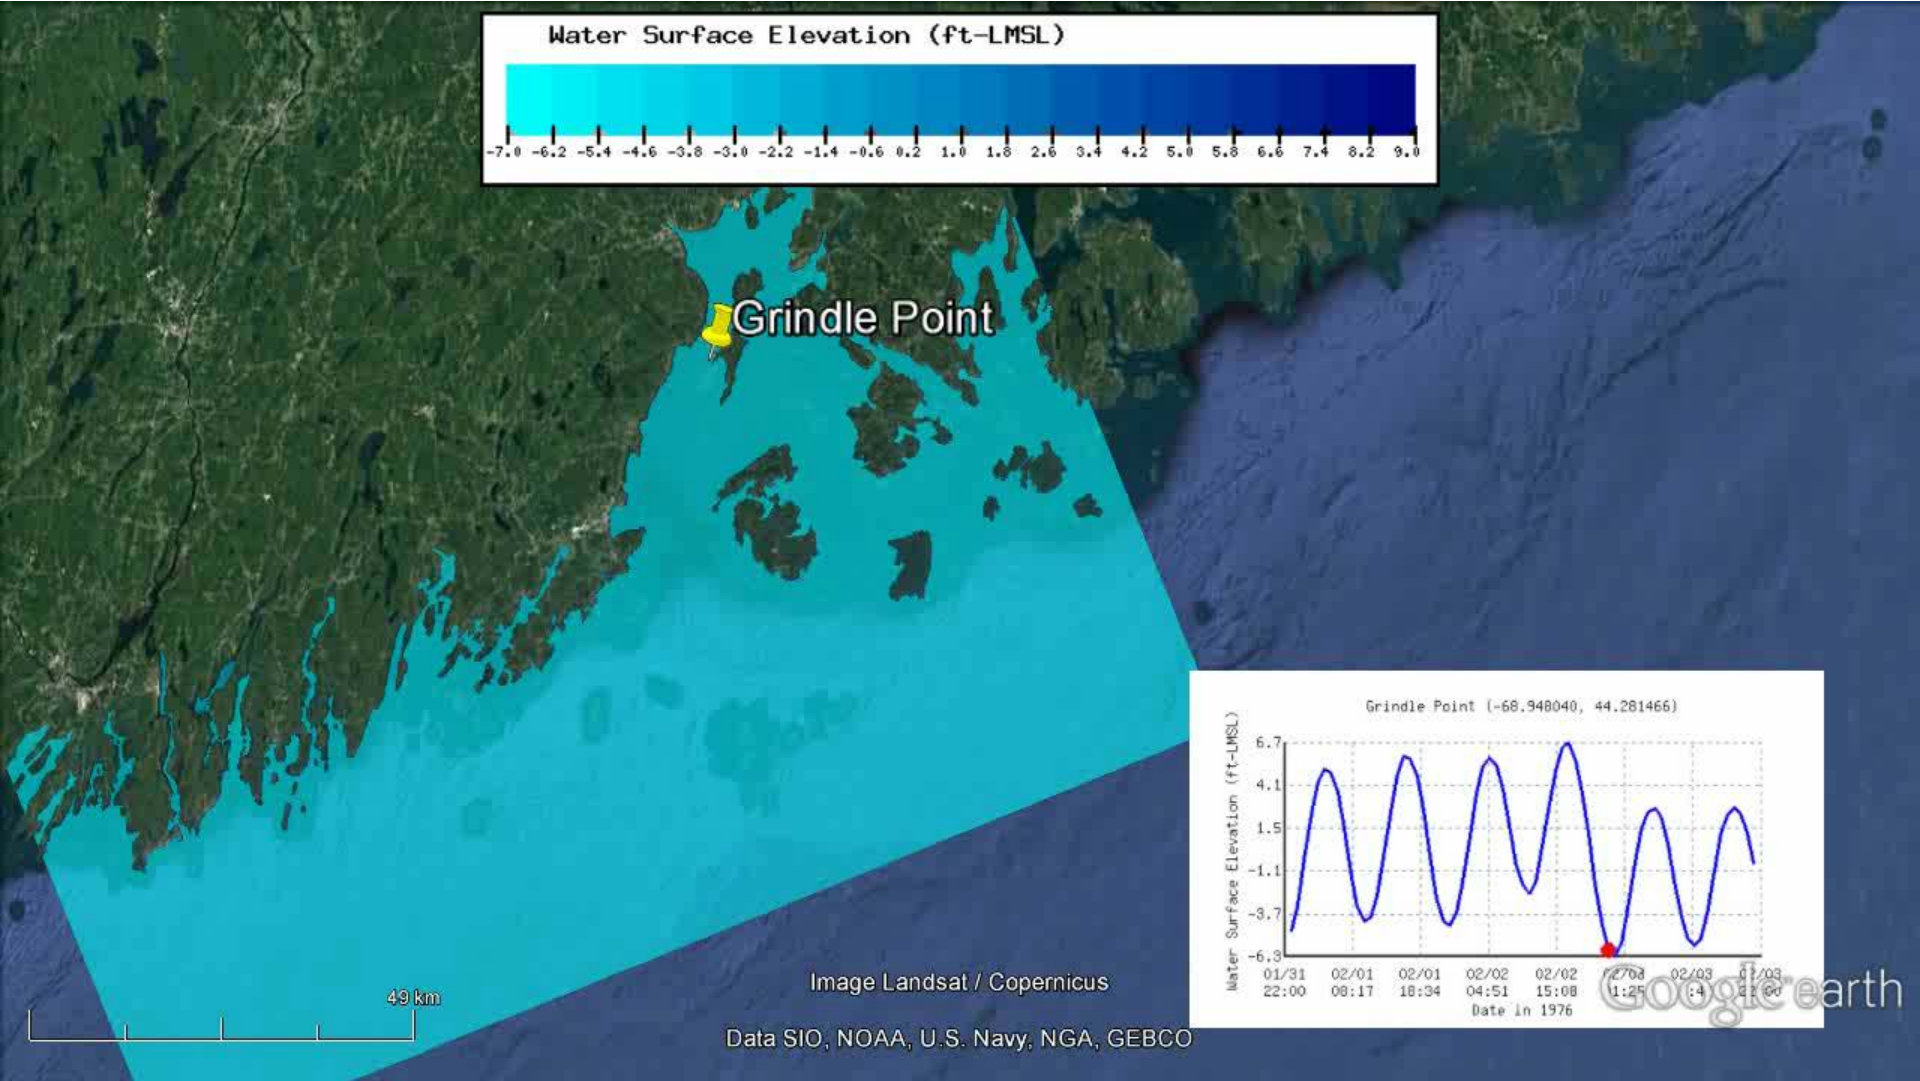 Water Surface Elevation (ft-LMSL)
-7.0 -6.2 -5.4 -4.6 -3.8 -3.0 -2.2 -1.4 -0.6 0.2 1.0 1.8 2.6 3.4 4.2 5.0 5.8 6.6 7.4 8.2 9.0
Grindle Point
Grindle Point (-68.948040, 44.281466)
Water Surface Elevation (ft-LMSL)
6.7
4.1
1.5
-1.1
-3.7
-6.3
01/31 02/01 02/01 02/02 02/02 02/03 02/03
22:00 08:17 18:34 04:51 15:08
Date in 1976
Google earth
Image Landsat / Copernicus
49 km
Data SIO, NOAA, U.S. Navy, NGA, GEBCO